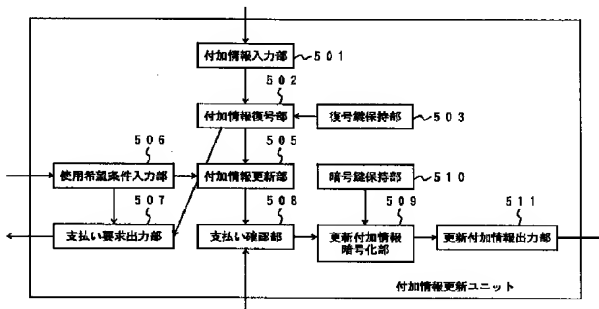 付加情報入力部 501
502
付加情報復号部
復号鍵保持部 503
506
505
使用希望条件入力部
付加情報更新部
暗号鍵保持部 510
507
508
509
511
支払い要求出力部
支払い確認部
更新付加情報
暗号化部
更新付加情報出力部
付加情報更新ユニット